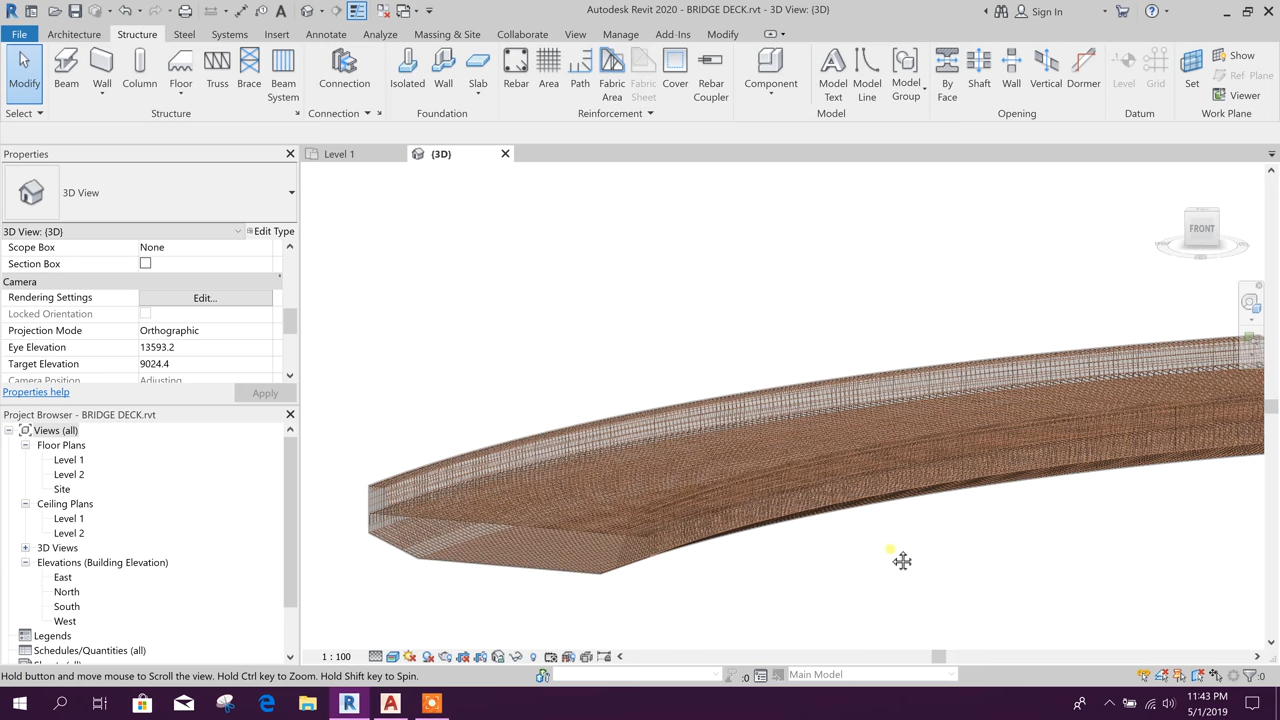 Autodesk Revit 2020 - BRIDGE DECK.rvt - 3D View: {3D}
Sign In
File Architecture Structure Steel Systems Insert Annotate Analyze Massing & Site Collaborate View Manage Add-Ins Modify
Modify Beam Wall Column Floor Truss Brace Beam System Connection Isolated Wall Slab Rebar Area Path Fabric Area Fabric Sheet Cover Rebar Coupler Component Model Text Model Line Model Group By Face Shaft Wall Vertical Dormer Level Grid Set Show
Ref Plane
Viewer
Select Structure Connection Foundation Reinforcement Model Opening Datum Work Plane
Properties
Level 1
{3D}
3D View
3D View: {3D}
Edit Type
Scope Box None
Section Box
Camera
Rendering Settings Edit...
Locked Orientation
Projection Mode Orthographic
Eye Elevation 13593.2
Target Elevation 9024.4
Camera Position Adjusting
Properties help
Apply
FRONT
Project Browser - BRIDGE DECK.rvt
Views (all)
Floor Plans
Level 1
Level 2
Site
Ceiling Plans
Level 1
Level 2
3D Views
Elevations (Building Elevation)
East
North
South
West
Legends
Schedules/Quantities (all)
1 : 100
Hold button and move mouse to Scroll the view. Hold Ctrl key to Zoom. Hold Shift key to Spin.
:0
Main Model
:0
11:43 PM
5/1/2019